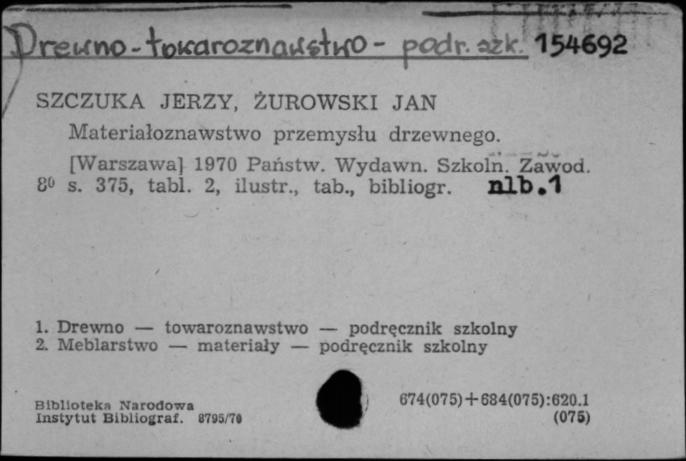 Drewno - towaroznawstwo - podr. szk. 154692
SZCZUKA JERZY, ŻUROWSKI JAN
Materiałoznawstwo przemysłu drzewnego.
[Warszawa] 1970 Państw. Wydawn. Szkoln. Zawod.
8⁰ s. 375, tabl. 2, ilustr., tab., bibliogr. nlb.1
1. Drewno — towaroznawstwo — podręcznik szkolny
2. Meblarstwo — materiały — podręcznik szkolny
Biblioteka Narodowa 674(075)+684(075):620.1
Instytut Bibliograf. 8795/70 (075)